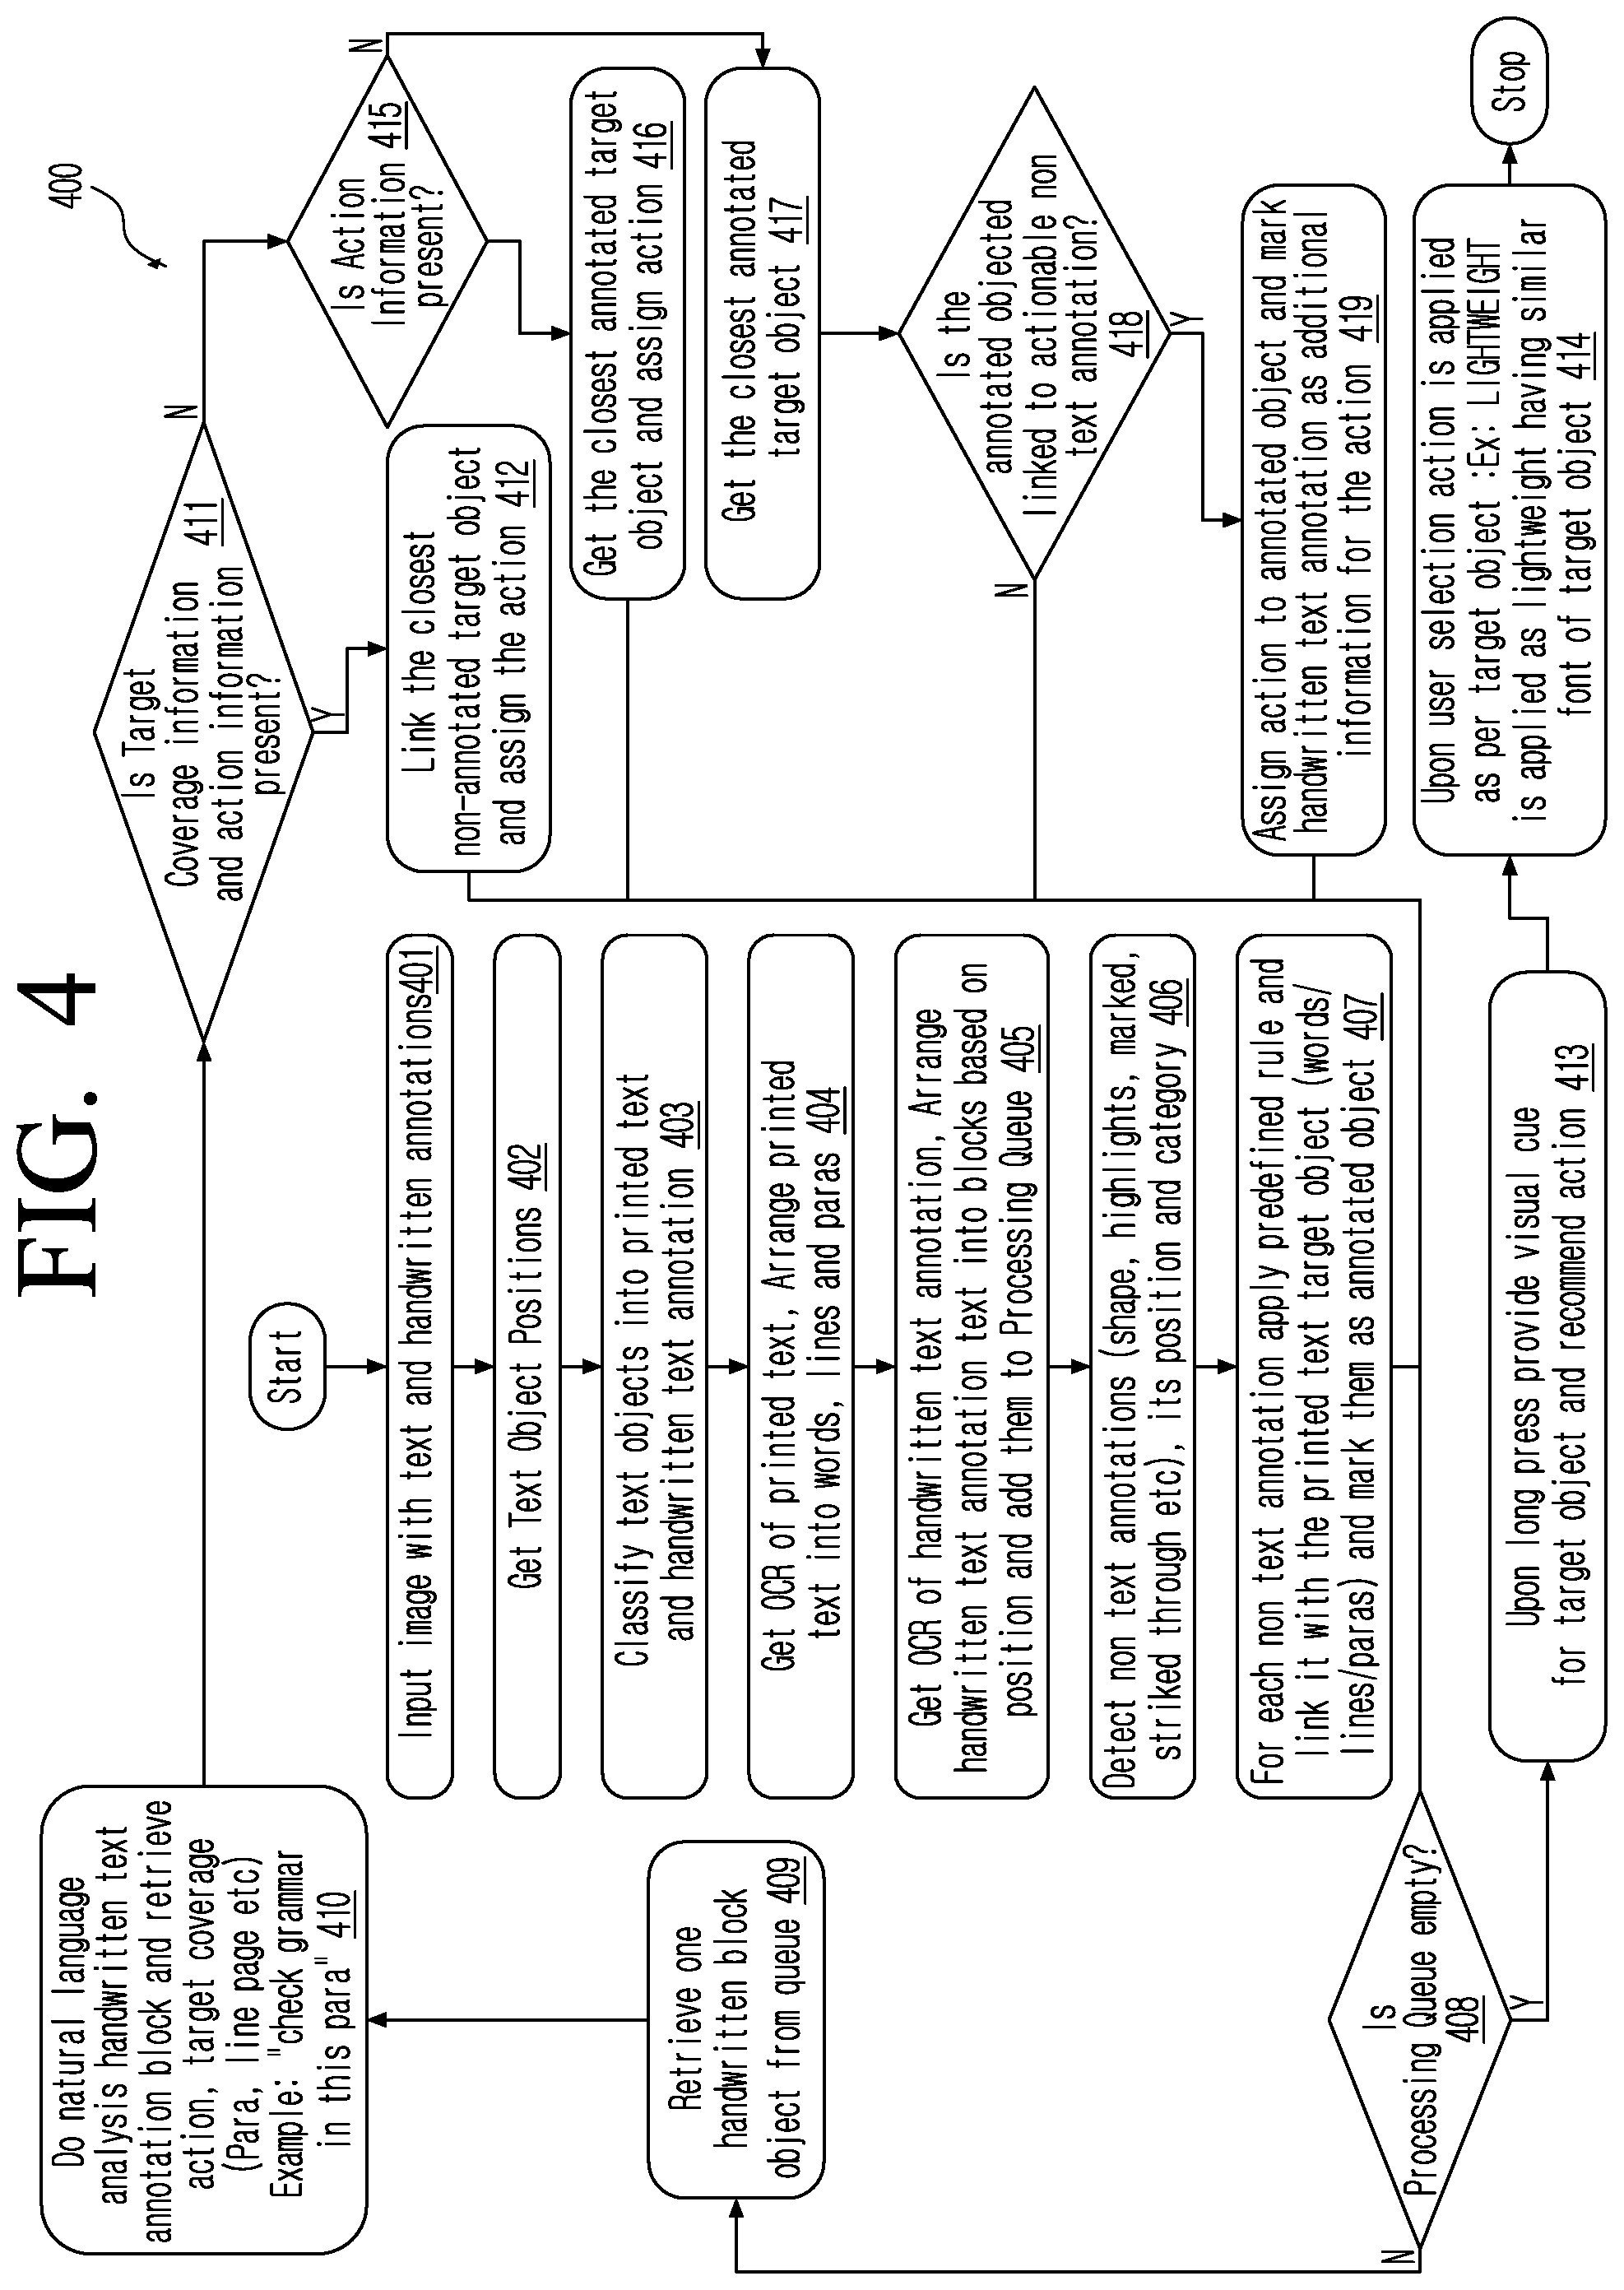 FIG. 4
400
Start
Input image with text and handwritten annotations401
Get Text Object Positions 402
Classify text objects into printed text
and handwritten text annotation 403
Get OCR of printed text, Arrange printed
text into words, lines and paras 404
Get OCR of handwritten text annotation, Arrange
handwritten text annotation text into blocks based on
position and add them to Processing Queue 405
Detect non text annotations (shape, highlights, marked,
striked through etc), its position and category 406
For each non text annotation apply predefined rule and
link it with the printed text target object (words/
lines/paras) and mark them as annotated object 407
Is
Processing Queue empty?
408
N
Y
Retrieve one
handwritten block
object from queue 409
Do natural language
analysis handwritten text
annotation block and retrieve
action, target coverage
(Para, line page etc)
Example: "check grammar
in this para" 410
Is Target
Coverage information
and action information
present?
411
N
Y
Link the closest
non-annotated target object
and assign the action 412
Is Action
Information 415
present?
N
Get the closest annotated target
object and assign action 416
Get the closest annotated
target object 417
Is the
annotated objected
linked to actionable non
text annotation?
418
N
Y
Assign action to annotated object and mark
handwritten text annotation as additional
information for the action 419
Upon long press provide visual cue
for target object and recommend action 413
Upon user selection action is applied
as per target object :Ex: LIGHTWEIGHT
is applied as lightweight having similar
font of target object 414
Stop